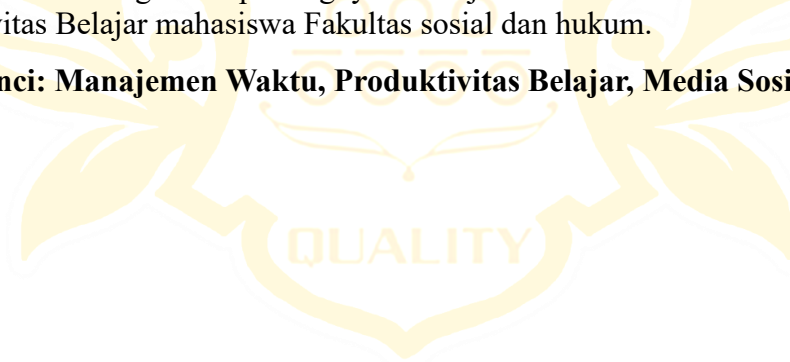 vitas Belajar mahasiswa Fakultas sosial dan hukum.
nci: Manajemen Waktu, Produktivitas Belajar, Media Sosi
QUALITY